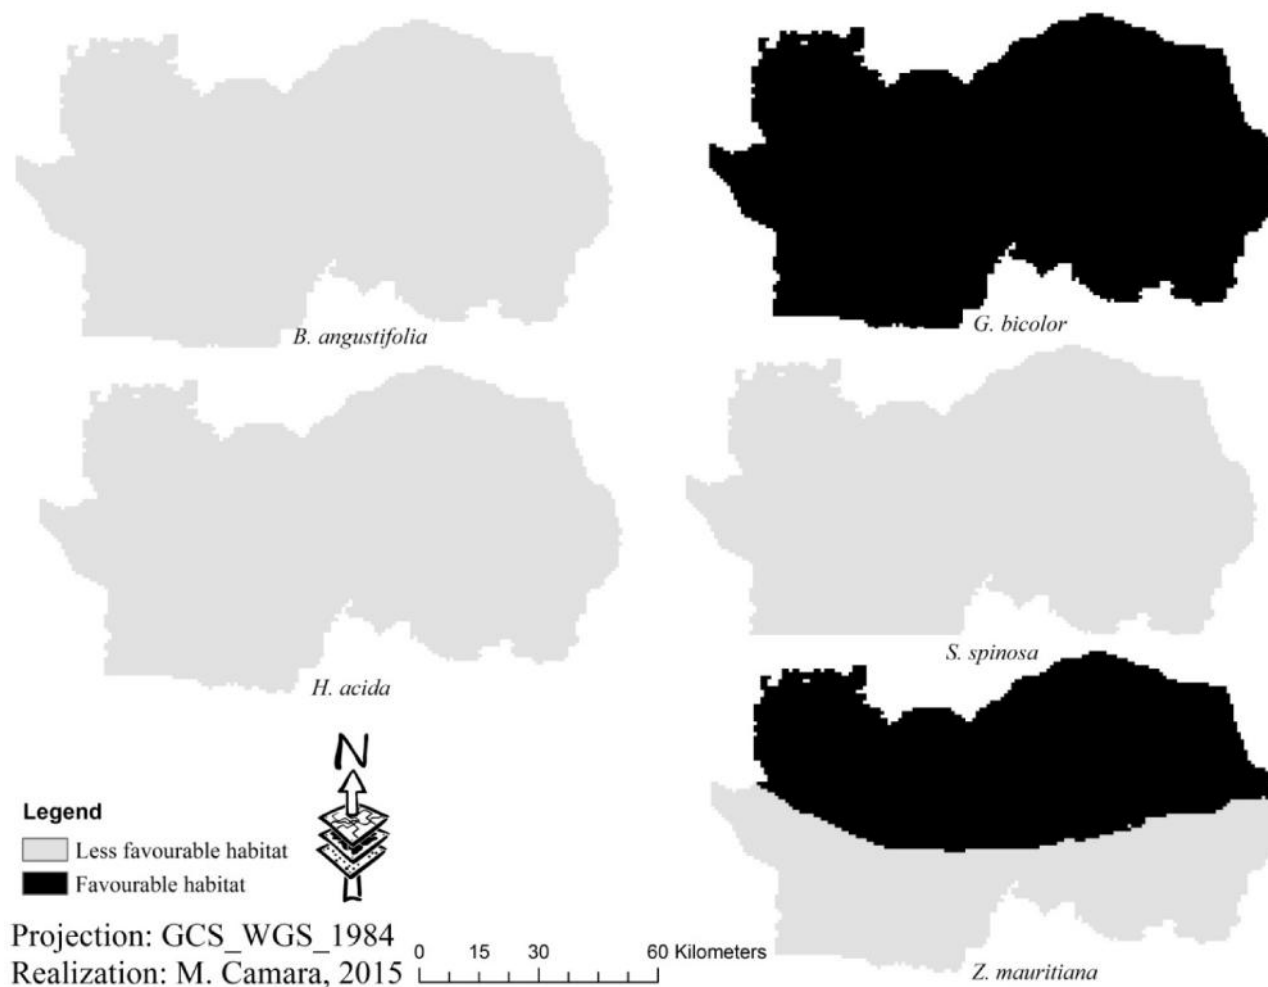 B. angustifolia
G. bicolor
H. acida
S. spinosa
N
Legend
Less favourable habitat
Favourable habitat
Projection: GCS_WGS_1984
Realization: M. Camara, 2015
0 15 30 60 Kilometers
Z. mauritiana